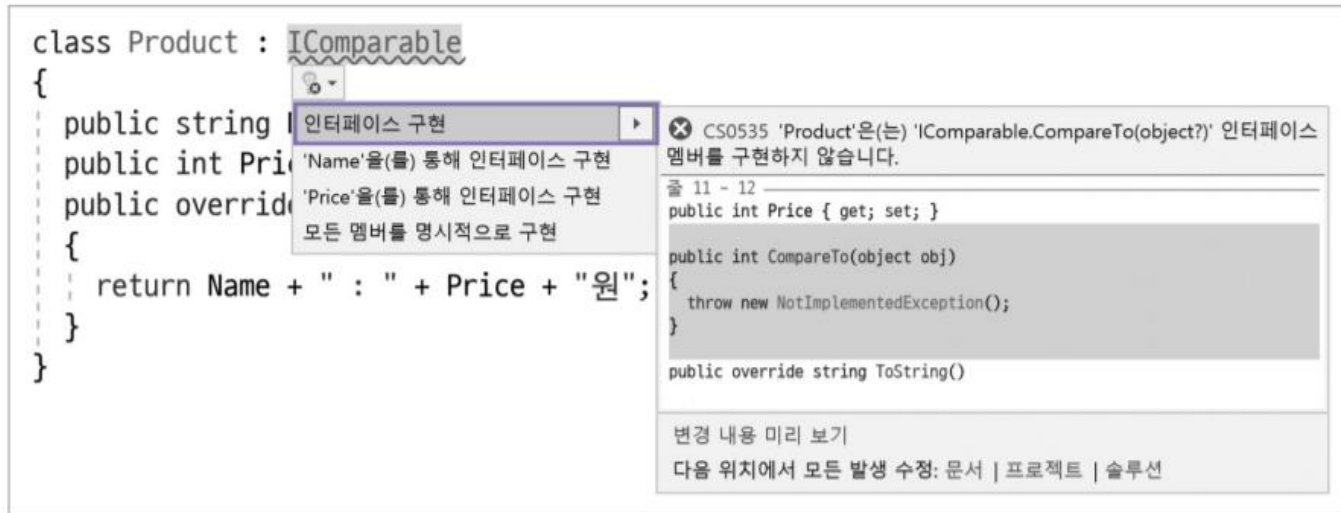 class Product : IComparable
{
public string
인터페이스 구현
public int Pri
'Name'을(를) 통해 인터페이스 구현
public overrid
'Price'을(를) 통해 인터페이스 구현
모든 멤버를 명시적으로 구현
{
return Name + " : " + Price + "원";
}
}
CS0535 'Product'은(는) 'IComparable.CompareTo(object?)' 인터페이스
멤버를 구현하지 않습니다.
줄 11 - 12
public int Price { get; set; }
public int CompareTo(object obj)
{
throw new NotImplementedException();
}
public override string ToString()
변경 내용 미리 보기
다음 위치에서 모든 발생 수정: 문서 | 프로젝트 | 솔루션